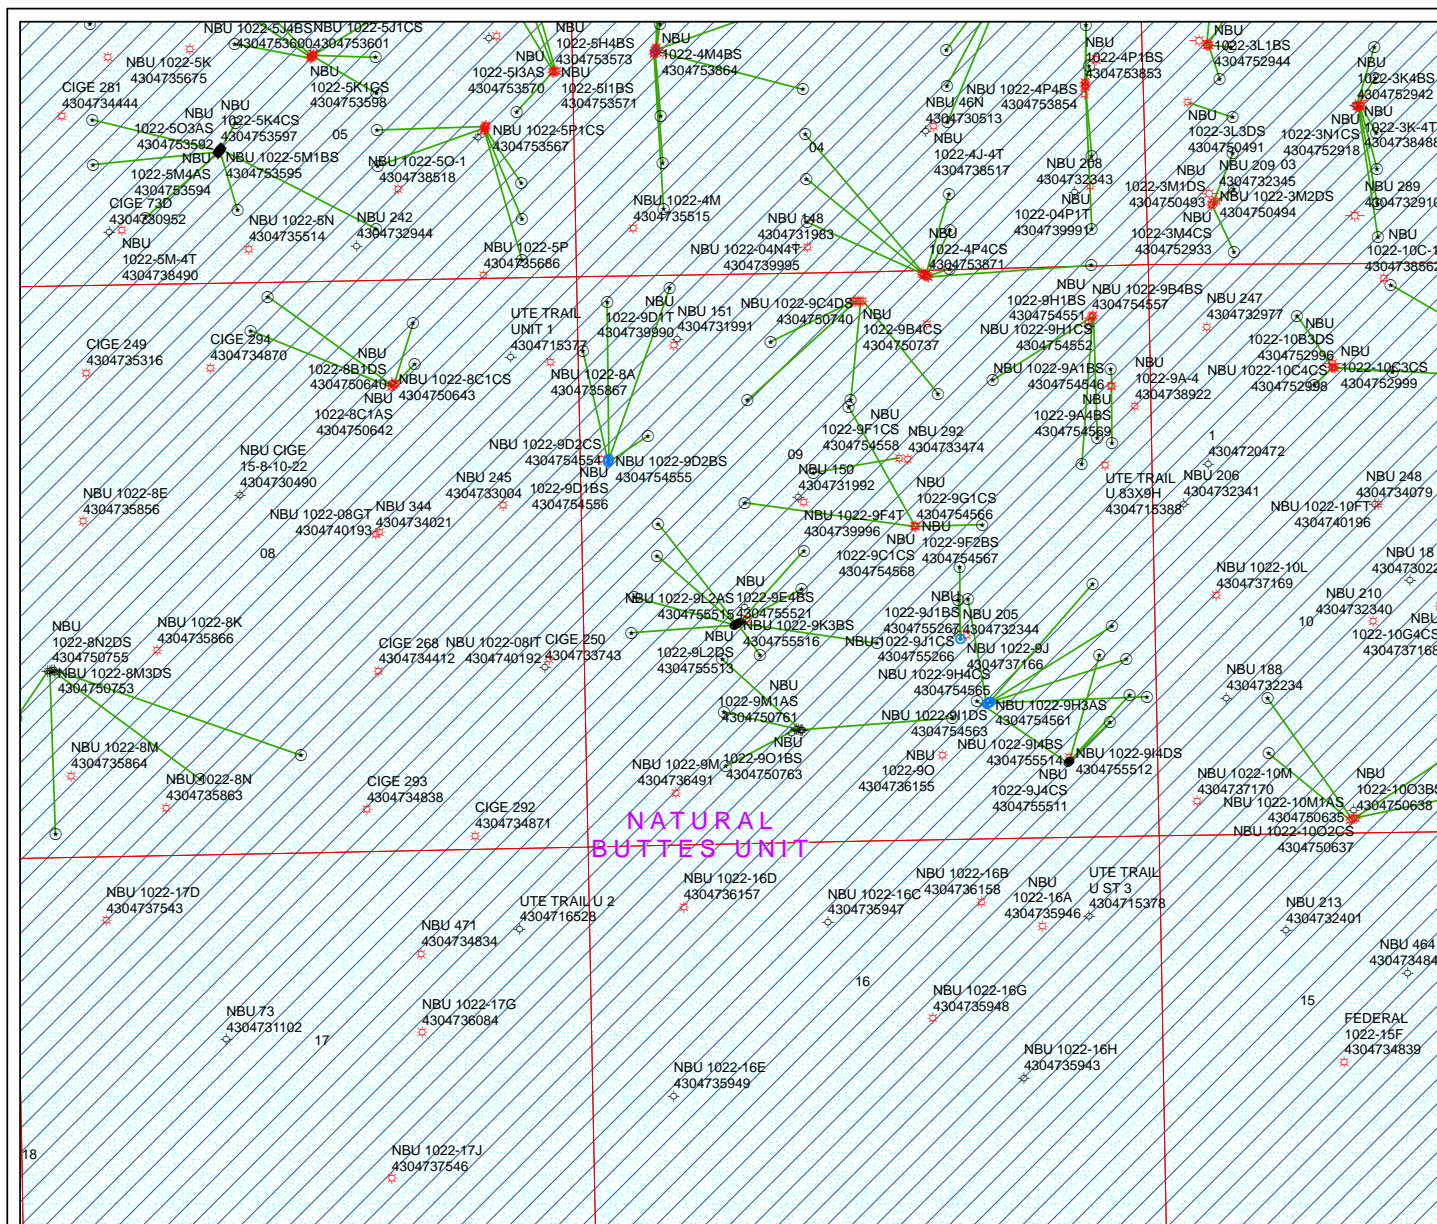 NBU 1022-5J4BS
4304753600
NBU 1022-5J1CS
4304753601
NBU
1022-5H4BS
4304753573
NBU
1022-4M4BS
4304753864
NBU
1022-4P1BS
4304753853
NBU
1022-3L1BS
4304752944
NBU 1022-5K
4304735675
NBU
1022-5K1CS
4304753598
NBU
1022-5I3AS
4304753570
NBU
1022-5I1BS
4304753571
NBU 1022-4P4BS
4304753854
NBU
1022-3K4BS
4304752942
CIGE 281
4304734444
NBU
1022-5O3AS
4304753592
NBU
1022-5K4CS
4304753597
05
NBU 1022-5P1CS
4304753567
NBU 46N
4304730513
04
NBU
1022-3L3DS
4304750491
NBU
1022-3N1CS
4304752918
NBU
1022-3K-4T
4304738488
NBU
1022-5M4AS
4304753594
NBU 1022-5M1BS
4304753595
NBU 1022-5O-1
4304738518
NBU
1022-4J-4T
4304738517
NBU 208
4304732343
NBU 209
4304732345
03
CIGE 73D
4304730952
NBU 1022-5N
4304735514
NBU 242
4304732944
NBU 1022-4M
4304735515
NBU 148
4304731983
NBU
1022-04P1T
4304739991
NBU
1022-3M1DS
4304750493
NBU 1022-3M2DS
4304750494
NBU 289
4304732910
NBU
1022-5M-4T
4304738490
NBU 1022-5P
4304735686
NBU 1022-04N4T
4304739995
NBU
1022-4P4CS
4304753871
NBU
1022-3M4CS
4304752933
NBU
1022-10C-1
4304738562
CIGE 249
4304735316
CIGE 294
4304734870
NBU
1022-8B1DS
4304750640
NBU 1022-8C1CS
4304750643
NBU
1022-8C1AS
4304750642
UTE TRAIL
UNIT 1
4304715377
NBU
1022-9D1T
4304739990
NBU 151
4304731991
NBU 1022-8A
4304735867
NBU 1022-9C4DS
4304750740
NBU
1022-9B4CS
4304750737
NBU
1022-9H1BS
4304754551
NBU 1022-9B4BS
4304754557
NBU 1022-9H1CS
4304754552
NBU 1022-9A1BS
4304754546
NBU
1022-9A-4
4304738922
NBU
1022-9A4BS
4304754569
NBU 247
4304732977
NBU
1022-10B3DS
4304752996
NBU 1022-10C4CS
4304752998
NBU
1022-10C3CS
4304752999
NBU CIGE
15-8-10-22
4304730490
NBU 1022-9D2CS
4304754554
NBU 1022-9D2BS
4304754555
NBU
1022-9D1BS
4304754556
NBU
1022-9F1CS
4304754558
NBU 292
4304733474
09
NBU 150
4304731992
1
4304720472
UTE TRAIL
U 83X9H
4304715388
NBU 206
4304732341
NBU 248
4304734079
NBU 1022-10FT
4304740196
NBU 1022-8E
4304735856
NBU 245
4304733004
NBU 1022-08GT
4304740193
NBU 344
4304734021
08
NBU
1022-9G1CS
4304754566
NBU 1022-9F4T
4304739996
NBU
1022-9F2BS
4304754567
NBU
1022-9C1CS
4304754568
NBU 1022-10L
4304737169
NBU 18
NBU 210
4304732340
10
NBU 1022-9L2AS
4304755515
NBU
1022-9E4BS
4304755521
NBU 1022-9K3BS
4304755516
NBU
1022-9L2DS
4304755513
NBU
1022-9J1BS
4304755267
NBU 205
4304732344
NBU 1022-9J1CS
4304755266
NBU 1022-9J
4304737166
NBU
1022-10G4CS
4304737168
NBU
1022-8N2DS
4304750755
NBU 1022-8M3DS
4304750753
NBU 1022-8K
4304735866
CIGE 268
4304734412
NBU 1022-08IT
4304740192
CIGE 250
4304733743
NBU
1022-9M1AS
4304750761
NBU 1022-9H4CS
4304754565
NBU 1022-9H3AS
4304754561
NBU 1022-9I1DS
4304754563
NBU 188
4304732234
NBU 1022-8M
4304735864
NBU 1022-8N
4304735863
CIGE 293
4304734838
CIGE 292
4304734871
NBU 1022-9M
4304736491
NBU
1022-9O1BS
4304750763
NBU
1022-9O
4304736155
NBU 1022-9I4BS
4304755514
NBU 1022-9I4DS
4304755512
NBU
1022-9J4CS
4304755511
NBU 1022-10M
4304737170
NBU 1022-10M1AS
4304750635
NBU
1022-10O3BS
4304750638
NBU 1022-10O2CS
4304750637
NATURAL
BUTTES UNIT
NBU 1022-17D
4304737543
UTE TRAIL U 2
4304716528
NBU 1022-16D
4304736157
NBU 1022-16C
4304735947
NBU 1022-16B
4304736158
NBU
1022-16A
4304735946
UTE TRAIL
U ST 3
4304715378
NBU 213
4304732401
NBU 471
4304734834
NBU 464
430473484
16
15
NBU 73
4304731102
17
NBU 1022-17G
4304736084
NBU 1022-16G
4304735948
FEDERAL
1022-15F
4304734839
NBU 1022-16E
4304735949
NBU 1022-16H
4304735943
18
NBU 1022-17J
4304737546